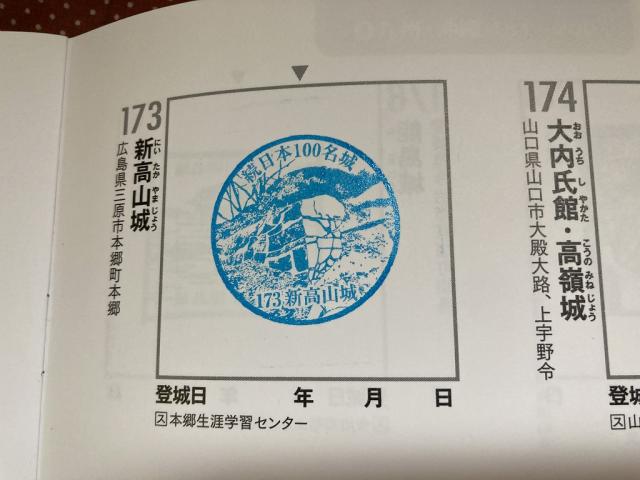 173
新高山城
にいたかやまじょう
広島県三原市本郷町本郷
続日本100名城
173 新高山城
登城日 年 月 日
ス本郷生涯学習センター
174
大内氏館・高嶺城
おおうちしやかた こうのみねじょう
山口県山口市大殿大路、上宇野令
登城
ス山